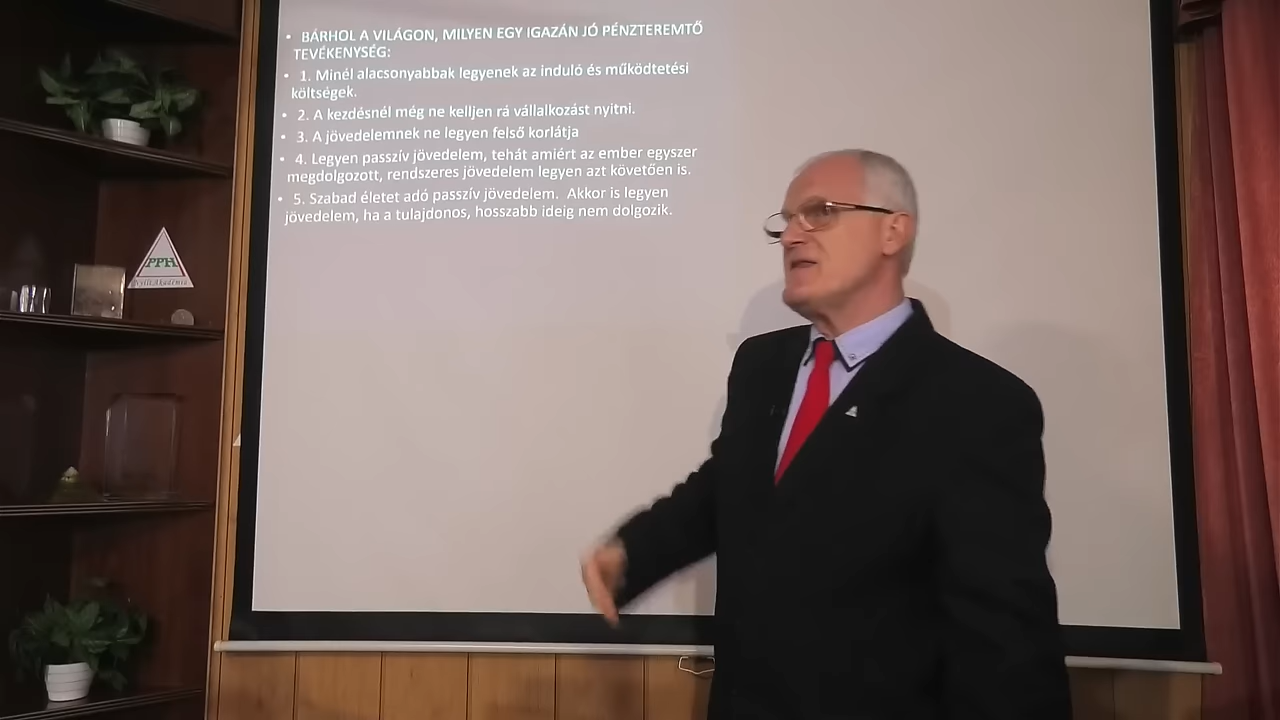 • BÁRHOL A VILÁGON, MILYEN EGY IGAZÁN JÓ PÉNZTEREMTŐ
TEVÉKENYSÉG:
• 1. Minél alacsonyabbak legyenek az induló és működtetési
költségek.
• 2. A kezdésnél még ne kelljen rá vállalkozást nyitni.
• 3. A jövedelemnek ne legyen felső korlátja
• 4. Legyen passzív jövedelem, tehát amiért az ember egyszer
megdolgozott, rendszeres jövedelem legyen azt követően is.
• 5. Szabad életet adó passzív jövedelem. Akkor is legyen
jövedelem, ha a tulajdonos, hosszabb ideig nem dolgozik.
PPH
Nyílt Akadémia